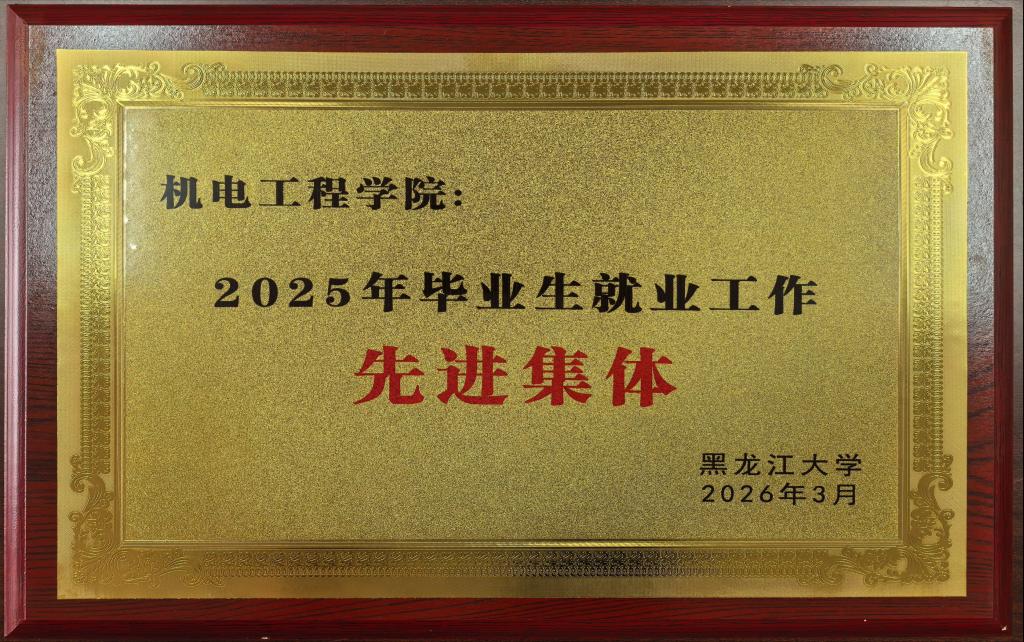 机电工程学院:
2025年毕业生就业工作
先进集体
黑龙江大学
2026年3月